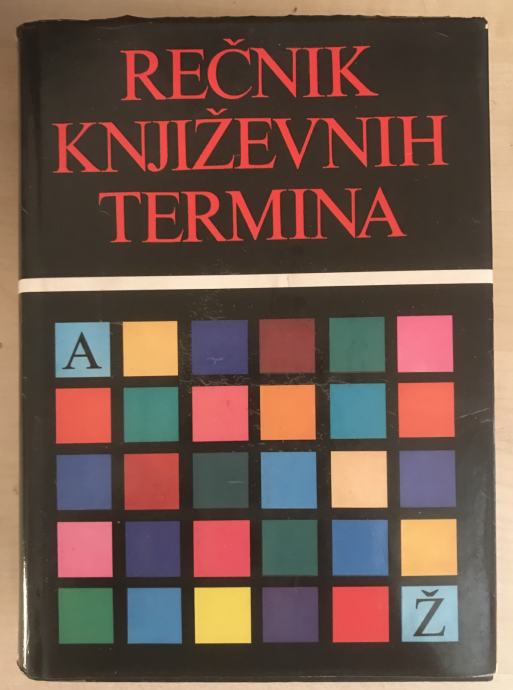 REČNIK
KNJIŽEVNIH
TERMINA
A
Ž